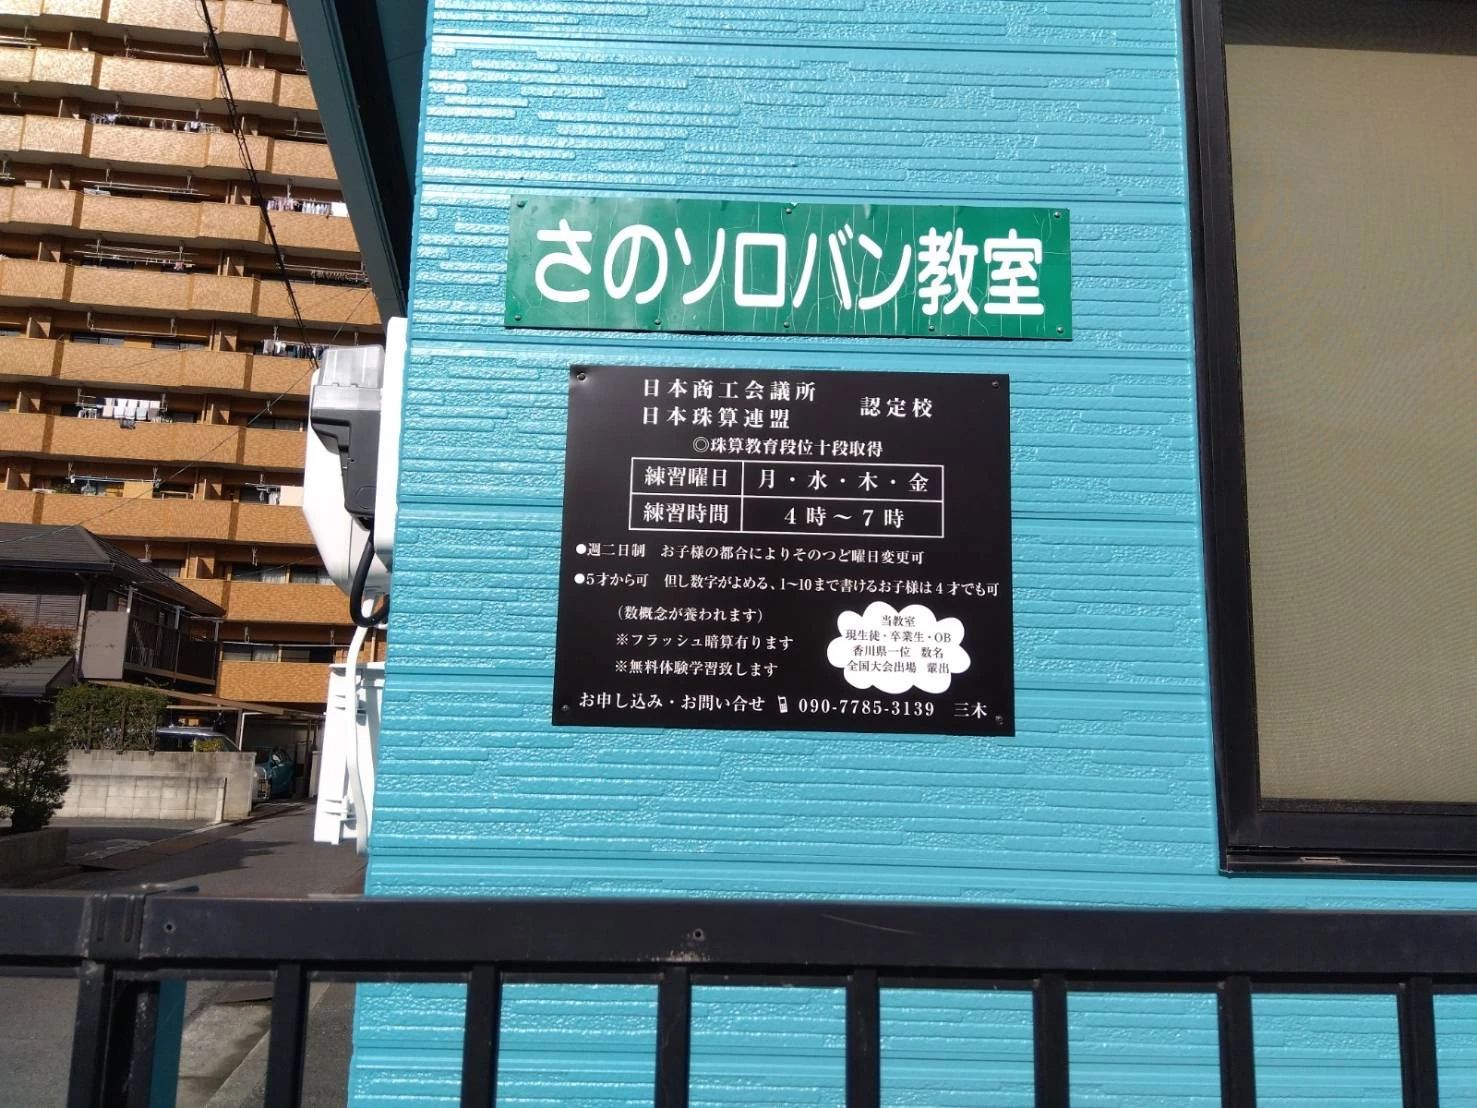 さのソロバン教室
日本商工会議所
日本珠算連盟
認定校
◎珠算教育段位十段取得
練習曜日 月・水・木・金
練習時間 4時～7時
●週二日制 お子様の都合によりそのつど曜日変更可
●5才から可 但し数字がよめる、1～10まで書けるお子様は4才でも可
（数概念が養われます）
※フラッシュ暗算有ります
※無料体験学習致します
当教室
現生徒・卒業生・OB
香川県一位 数名
全国大会出場 輩出
お申し込み・お問い合せ 090-7785-3139 三木